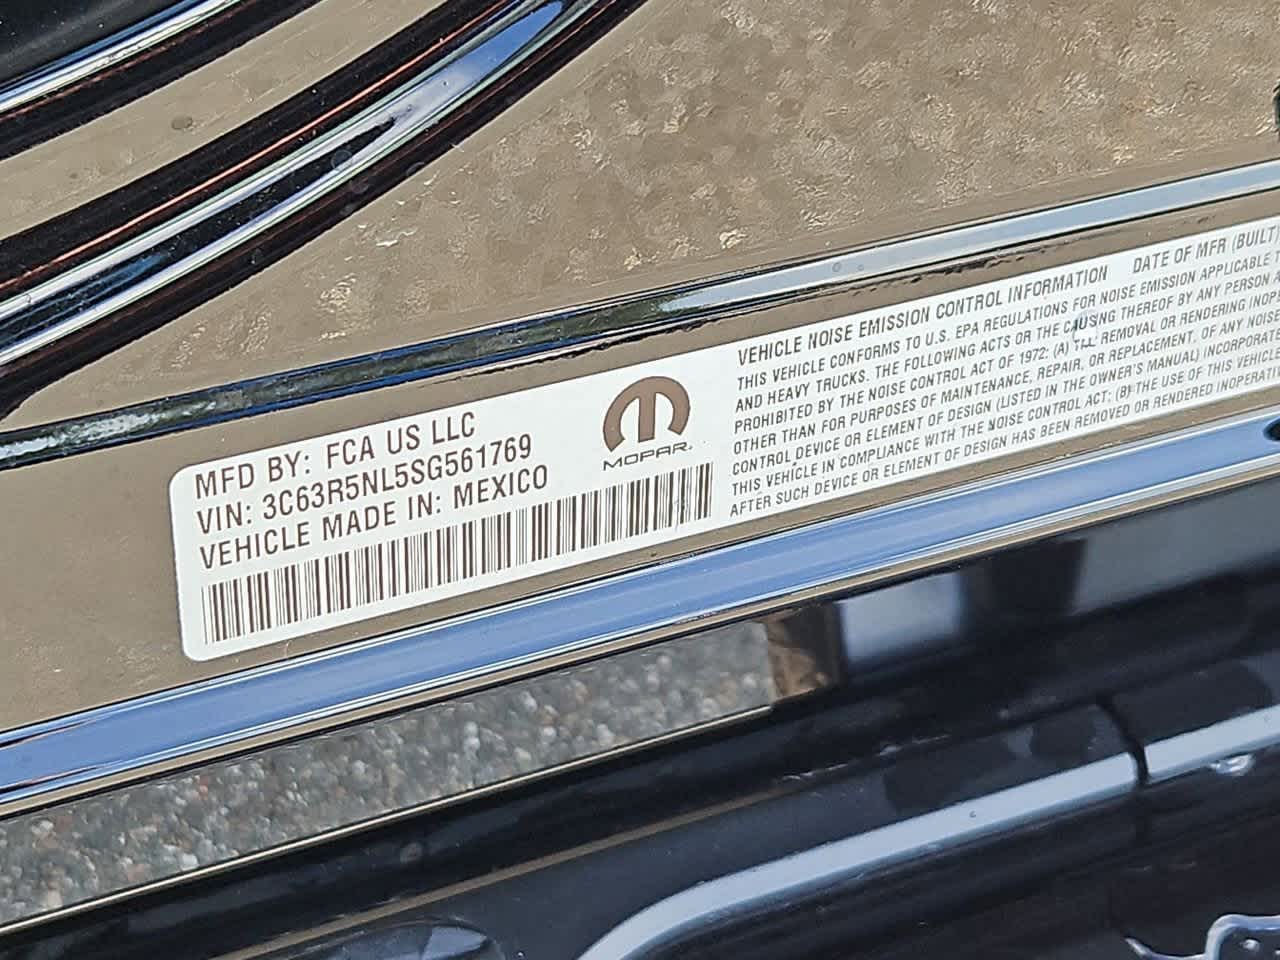 MFD BY: FCA US LLC
VIN: 3C63R5NL5SG561769
VEHICLE MADE IN: MEXICO
MOPAR®
VEHICLE NOISE EMISSION CONTROL INFORMATION DATE OF MFR (BUILT)
THIS VEHICLE CONFORMS TO U.S. EPA REGULATIONS FOR NOISE EMISSION APPLICABLE
AND HEAVY TRUCKS. THE FOLLOWING ACTS OR THE CAUSING THEREOF BY ANY PERSON
PROHIBITED BY THE NOISE CONTROL ACT OF 1972: (A) REMOVAL OR RENDERING
OTHER THAN FOR PURPOSES OF MAINTENANCE, REPAIR, OR REPLACEMENT, OF ANY NOISE
CONTROL DEVICE OR ELEMENT OF DESIGN (LISTED IN THE OWNER'S MANUAL)
THIS VEHICLE IN COMPLIANCE WITH THE NOISE CONTROL ACT: (B) THE USE OF THIS VEHICLE
AFTER SUCH DEVICE OR ELEMENT OF DESIGN HAS BEEN REMOVED OR RENDERED